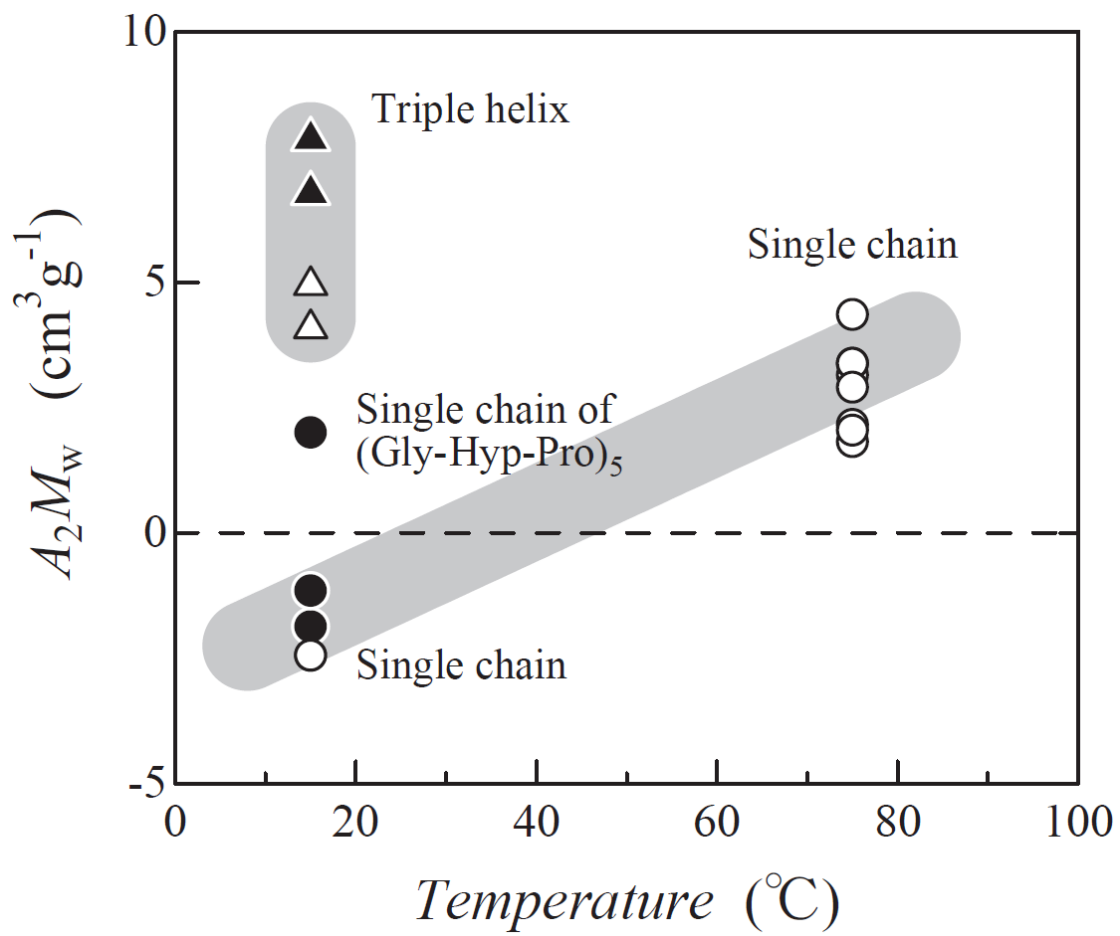 10
5
0
-5
A₂Mw (cm³g⁻¹)
Triple helix
Single chain
Single chain of
(Gly-Hyp-Pro)₅
Single chain
0 20 40 60 80 100
Temperature (℃)